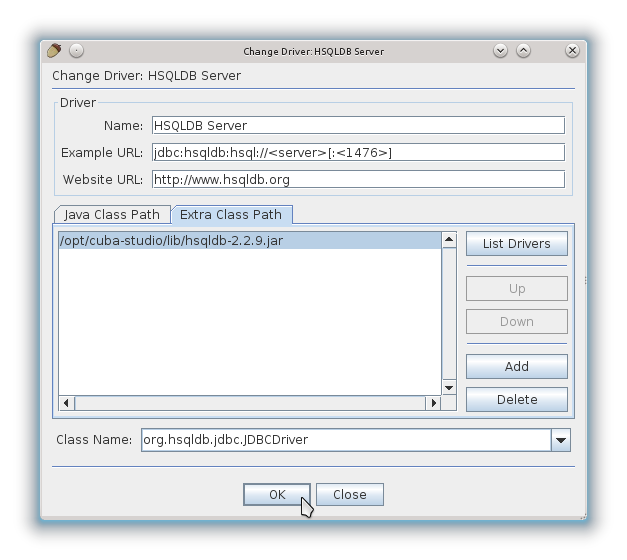 Change Driver: HSQLDB Server
Change Driver: HSQLDB Server
Driver
Name: HSQLDB Server
Example URL: jdbc:hsqldb:hsql://<server>[:<1476>]
Website URL: http://www.hsqldb.org
Java Class Path Extra Class Path
/opt/cuba-studio/lib/hsqldb-2.2.9.jar
List Drivers
Up
Down
Add
Delete
Class Name: org.hsqldb.jdbc.JDBCDriver
OK Close